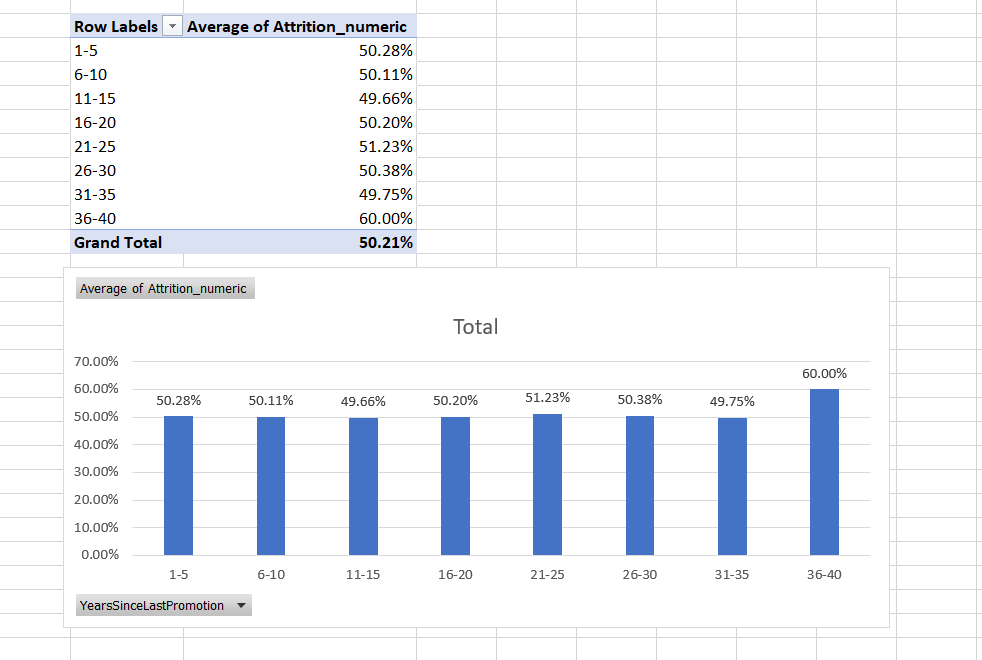 Row Labels Average of Attrition_numeric
1-5 50.28%
6-10 50.11%
11-15 49.66%
16-20 50.20%
21-25 51.23%
26-30 50.38%
31-35 49.75%
36-40 60.00%
Grand Total 50.21%
Average of Attrition_numeric
Total
70.00%
60.00%
50.00%
40.00%
30.00%
20.00%
10.00%
0.00%
50.28% 50.11% 49.66% 50.20% 51.23% 50.38% 49.75% 60.00%
1-5 6-10 11-15 16-20 21-25 26-30 31-35 36-40
YearsSinceLastPromotion